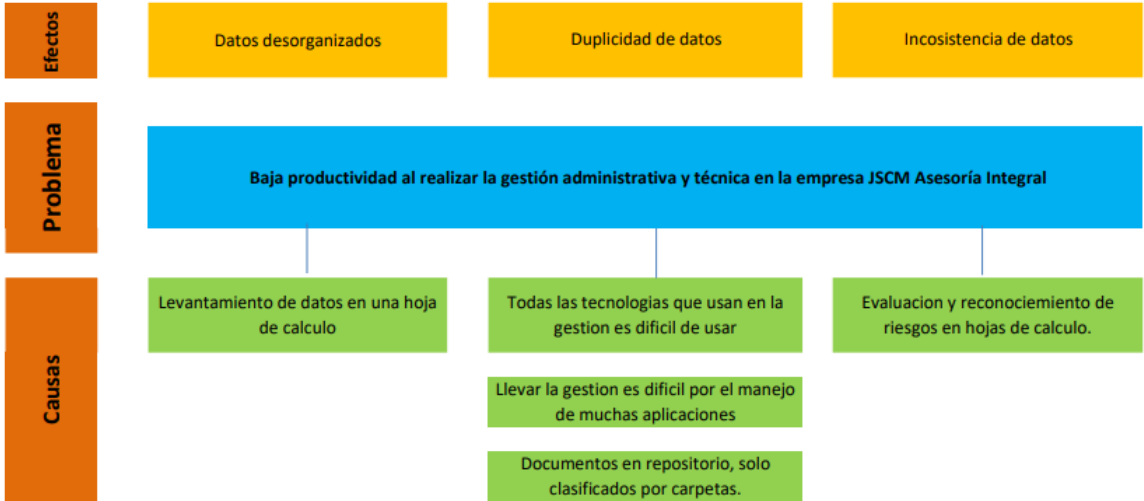 Efectos
Datos desorganizados
Duplicidad de datos
Incosistencia de datos
Problema
Baja productividad al realizar la gestión administrativa y técnica en la empresa JSCM Asesoría Integral
Causas
Levantamiento de datos en una hoja
de calculo
Todas las tecnologias que usan en la
gestion es dificil de usar
Evaluacion y reconociemiento de
riesgos en hojas de calculo.
Llevar la gestion es dificil por el manejo
de muchas aplicaciones
Documentos en repositorio, solo
clasificados por carpetas.